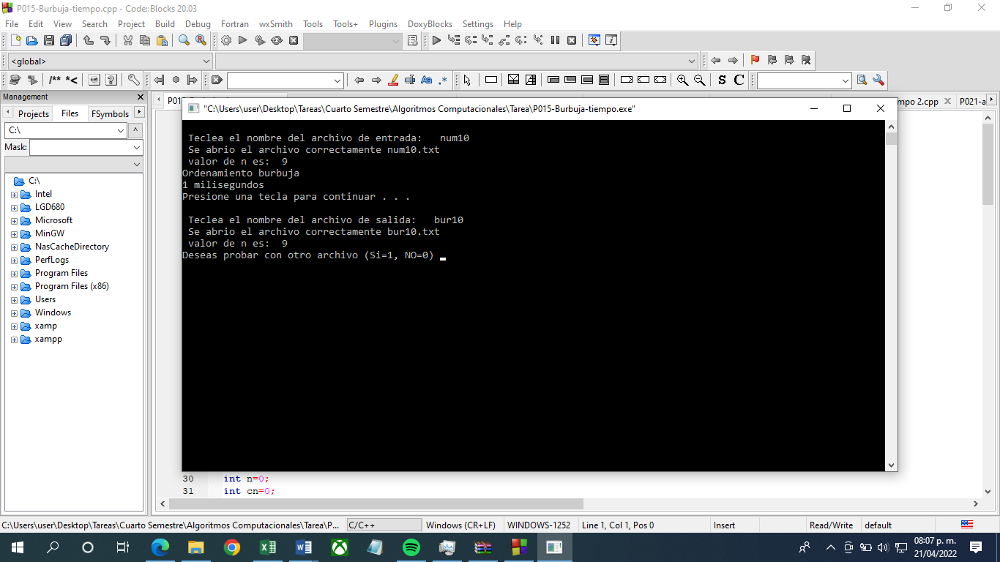 P015-Burbuja-tiempo.cpp - Code::Blocks 20.03
File Edit View Search Project Build Debug Fortran wxSmith Tools Tools+ Plugins DoxyBlocks Settings Help
<global>
/** *<
Aa .*
S C
Management
Projects Files FSymbols
C:\
Mask:
C:\
Intel
LGD680
Microsoft
MinGW
NasCacheDirectory
PerfLogs
Program Files
Program Files (x86)
Users
Windows
xamp
xampp
mpo 2.cpp P021-a
"C:\Users\user\Desktop\Tareas\Cuarto Semestre\Algoritmos Computacionales\Tarea\P015-Burbuja-tiempo.exe"
Teclea el nombre del archivo de entrada: num10
Se abrio el archivo correctamente num10.txt
valor de n es: 9
Ordenamiento burbuja
1 milisegundos
Presione una tecla para continuar . . .
Teclea el nombre del archivo de salida: bur10
Se abrio el archivo correctamente bur10.txt
valor de n es: 9
Deseas probar con otro archivo (Si=1, NO=0)
30 int n=0;
31 int cn=0;
C:\Users\user\Desktop\Tareas\Cuarto Semestre\Algoritmos Computacionales\Tarea\P... C/C++ Windows (CR+LF) WINDOWS-1252 Line 1, Col 1, Pos 0 Insert Read/Write default
08:07 p. m.
21/04/2022